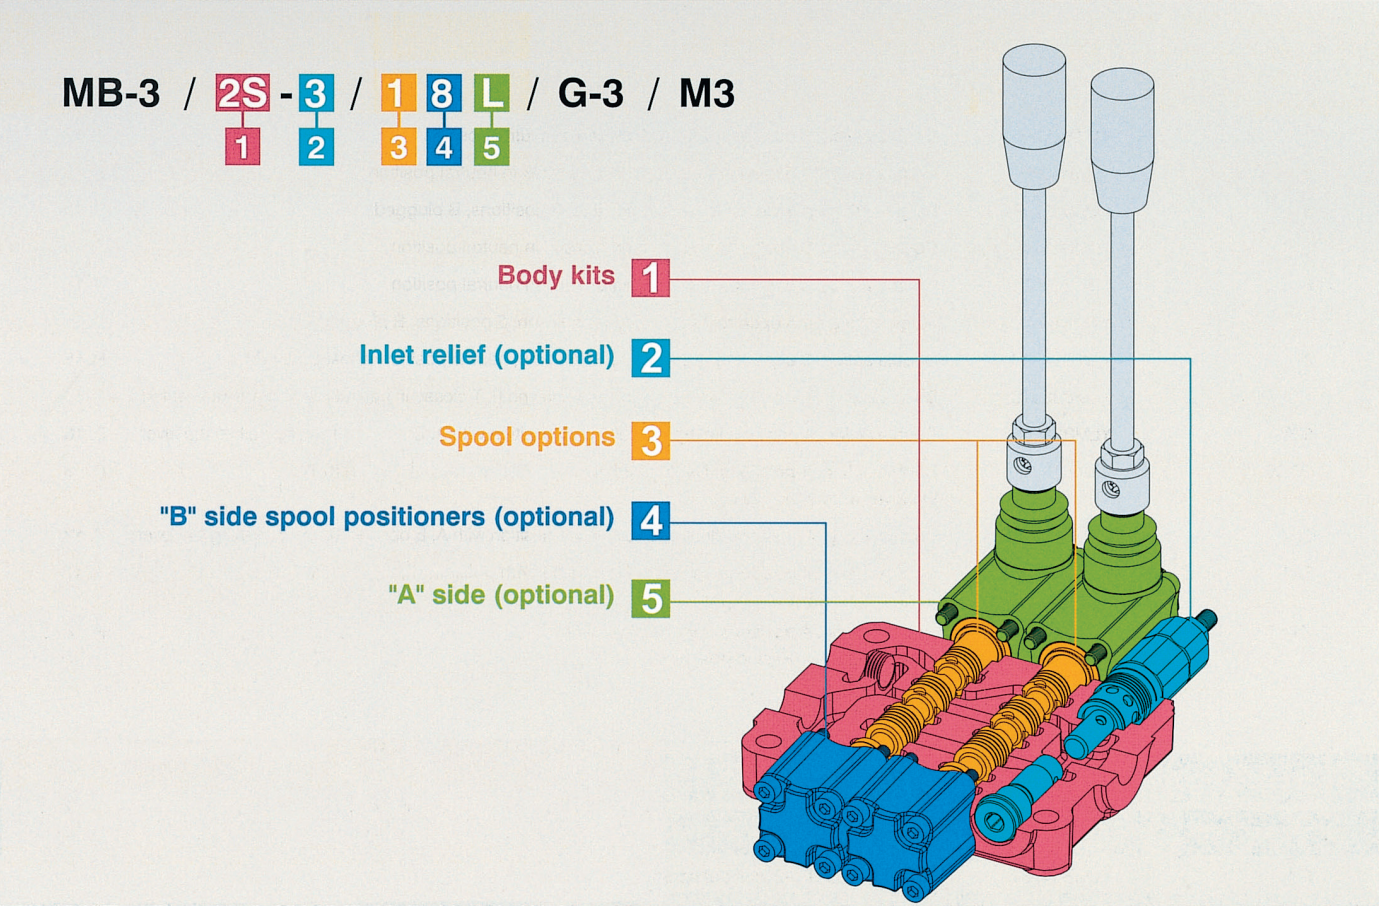 MB-3 / 2S - 3 / 1 8 L / G-3 / M3
1 2 3 4 5
Body kits 1
Inlet relief (optional) 2
Spool options 3
"B" side spool positioners (optional) 4
"A" side (optional) 5